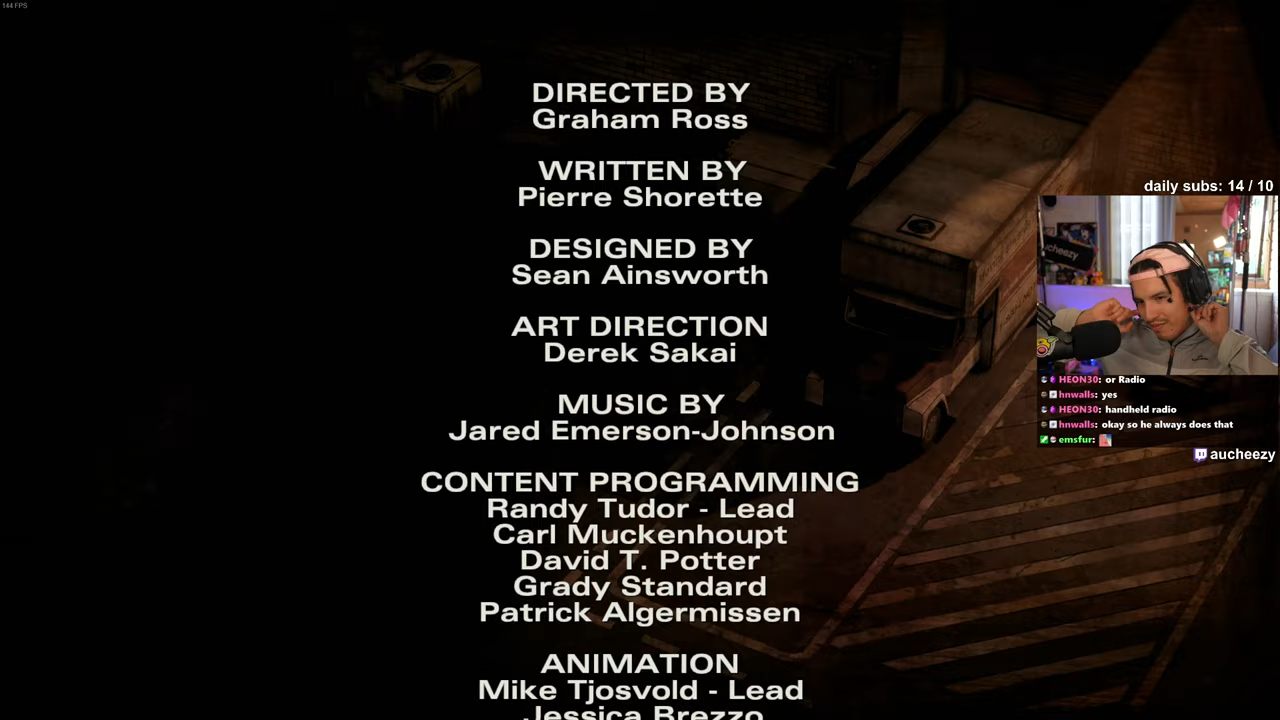 144 FPS
DIRECTED BY
Graham Ross
WRITTEN BY
Pierre Shorette
DESIGNED BY
Sean Ainsworth
ART DIRECTION
Derek Sakai
MUSIC BY
Jared Emerson-Johnson
CONTENT PROGRAMMING
Randy Tudor - Lead
Carl Muckenhoupt
David T. Potter
Grady Standard
Patrick Algermissen
ANIMATION
Mike Tjosvold - Lead
Jessica Brezzo
daily subs: 14 / 10
ucheezy
HEON30: or Radio
hnwalls: yes
HEON30: handheld radio
hnwalls: okay so he always does that
emsfur:
aucheezy